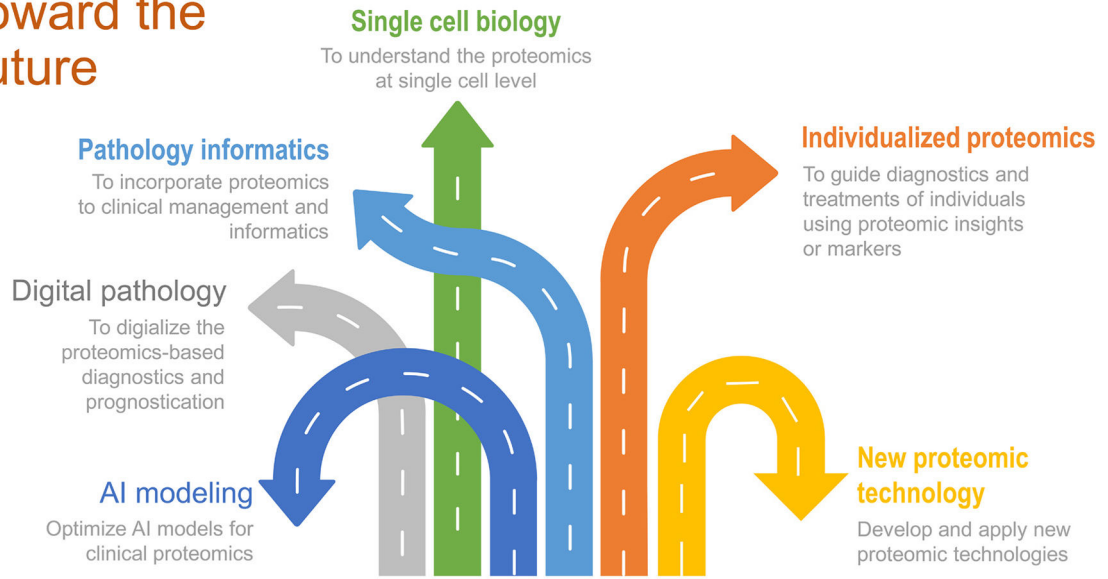 oward the
uture
Single cell biology
To understand the proteomics
at single cell level
Pathology informatics
To incorporate proteomics
to clinical management and
informatics
Individualized proteomics
To guide diagnostics and
treatments of individuals
using proteomic insights
or markers
Digital pathology
To digialize the
proteomics-based
diagnostics and
prognostication
AI modeling
Optimize AI models for
clinical proteomics
New proteomic
technology
Develop and apply new
proteomic technologies